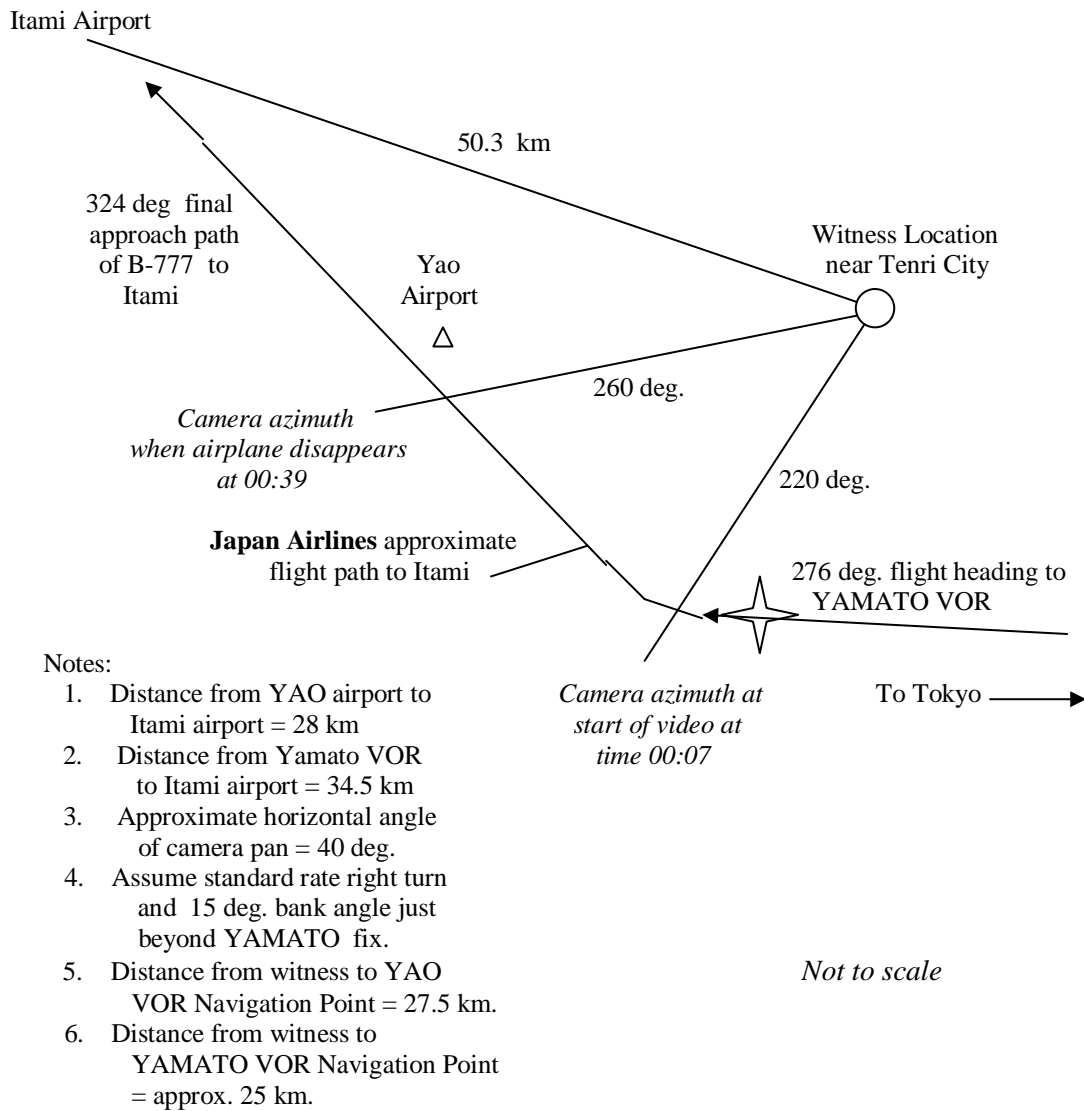 Itami Airport
50.3 km
324 deg final
approach path
of B-777 to
Itami
Yao
Airport
Witness Location
near Tenri City
260 deg.
Camera azimuth
when airplane disappears
at 00:39
220 deg.
Japan Airlines approximate
flight path to Itami
276 deg. flight heading to
YAMATO VOR
Notes:
1. Distance from YAO airport to
Itami airport = 28 km
2. Distance from Yamato VOR
to Itami airport = 34.5 km
3. Approximate horizontal angle
of camera pan = 40 deg.
4. Assume standard rate right turn
and 15 deg. bank angle just
beyond YAMATO fix.
5. Distance from witness to YAO
VOR Navigation Point = 27.5 km.
6. Distance from witness to
YAMATO VOR Navigation Point
= approx. 25 km.
Camera azimuth at
start of video at
time 00:07
To Tokyo
Not to scale